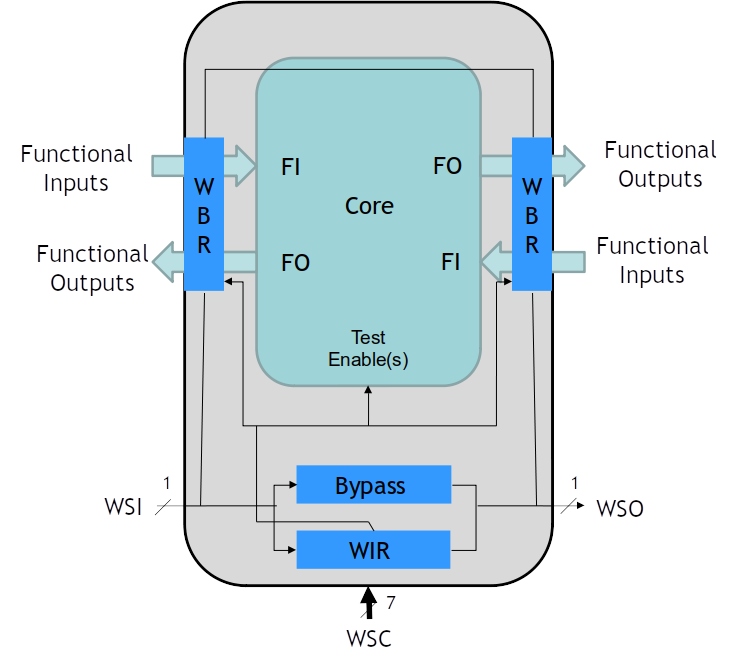 Functional
Inputs
Functional
Outputs
FI
FO
Core
W
B
R
W
B
R
Functional
Outputs
Functional
Inputs
FO
FI
Test
Enable(s)
1
WSI
Bypass
1
WSO
WIR
7
WSC